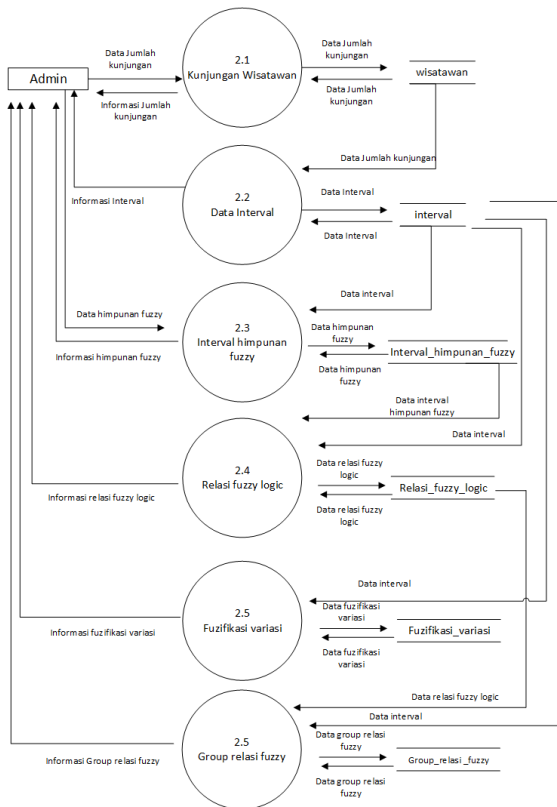 Admin
Data Jumlah
kunjungan
Informasi Jumlah
kunjungan
2.1
Kunjungan Wisatawan
Data Jumlah
kunjungan
Data Jumlah
kunjungan
wisatawan
Data Jumlah kunjungan
Informasi Interval
2.2
Data Interval
Data Interval
Data Interval
interval
Data interval
Data himpunan fuzzy
Informasi himpunan fuzzy
2.3
Interval himpunan
fuzzy
Data himpunan
fuzzy
Data himpunan
fuzzy
Interval_himpunan_fuzzy
Data interval
himpunan fuzzy
Data interval
Informasi relasi fuzzy logic
2.4
Relasi fuzzy logic
Data relasi fuzzy
logic
Data relasi fuzzy
logic
Relasi_fuzzy_logic
Data interval
Informasi fuzifikasi variasi
2.5
Fuzifikasi variasi
Data fuzifikasi
variasi
Data fuzifikasi
variasi
Fuzifikasi_variasi
Data relasi fuzzy logic
Data interval
Informasi Group relasi fuzzy
2.5
Group relasi fuzzy
Data group relasi
fuzzy
Data group relasi
fuzzy
Group_relasi _fuzzy